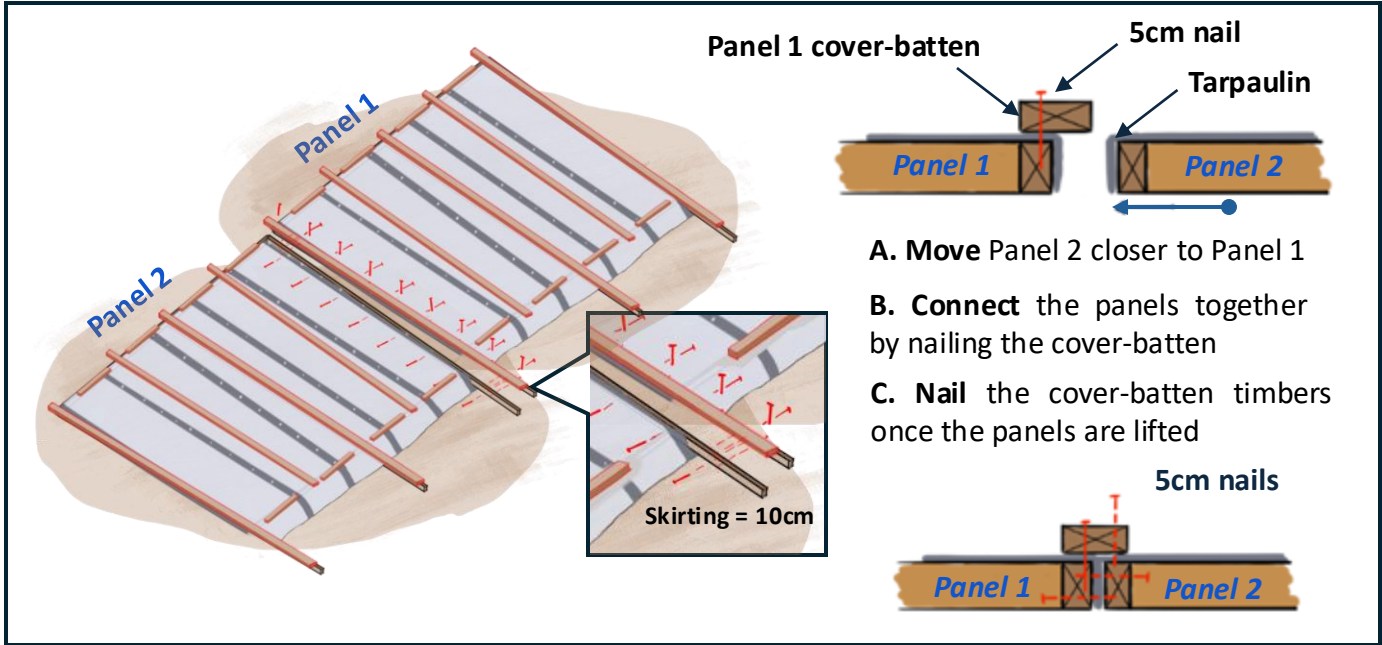 Panel 1
Panel 2
Skirting = 10cm
Panel 1 cover-batten
5cm nail
Tarpaulin
Panel 1
Panel 2
A. Move Panel 2 closer to Panel 1
B. Connect the panels together
by nailing the cover-batten
C. Nail the cover-batten timbers
once the panels are lifted
5cm nails
Panel 1
Panel 2